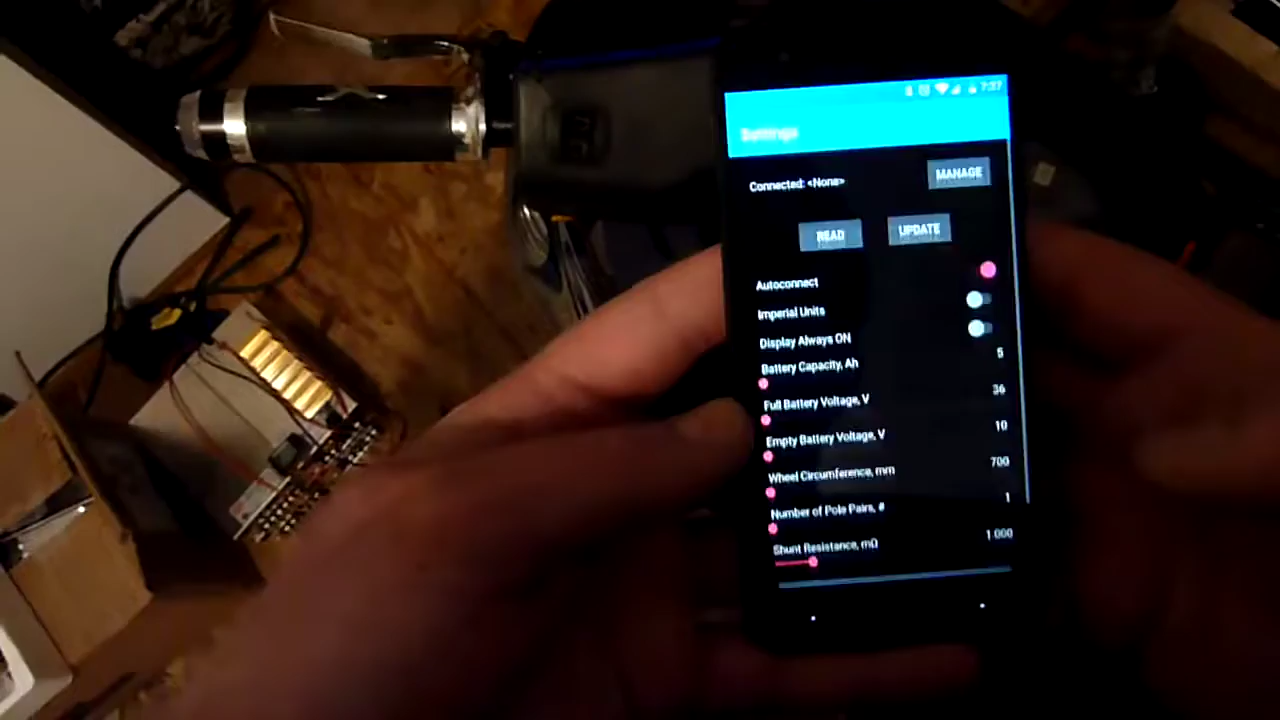 7:37
Settings
Connected: <None>
MANAGE
READ
UPDATE
Autoconnect
Imperial Units
Display Always ON
Battery Capacity, Ah 5
Full Battery Voltage, V 36
Empty Battery Voltage, V 10
Wheel Circumference, mm 700
Number of Pole Pairs, # 1
Shunt Resistance, mΩ 1 000